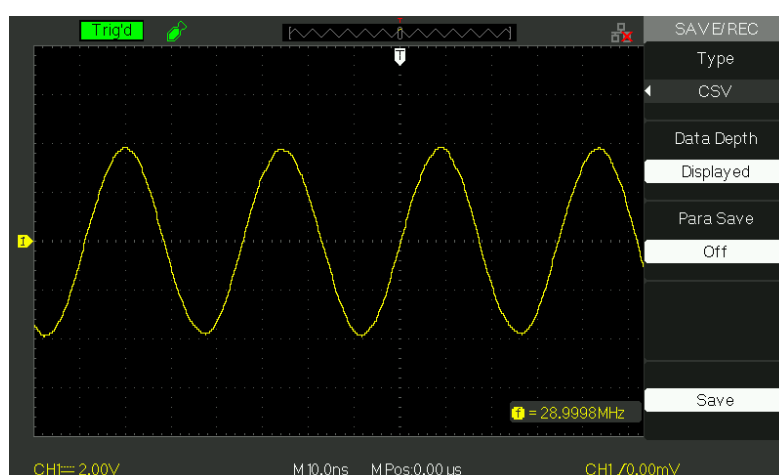 Trig'd
SAVE/REC
T
Type
CSV
Data Depth
Displayed
Para Save
Off
f = 28.9998MHz
Save
CH1 2.00V M 10.0ns M Pos:0.00 us CH1 / 0.00mV